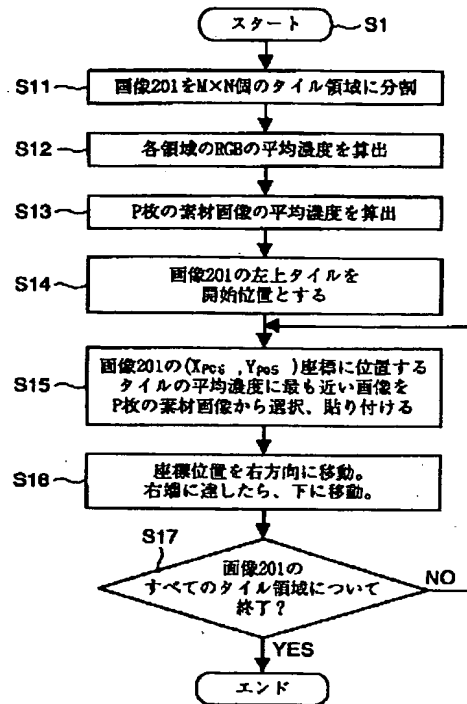 スタート
S1
S11
画像201をM×N個のタイル領域に分割
S12
各領域のRGBの平均濃度を算出
S13
P枚の素材画像の平均濃度を算出
S14
画像201の左上タイルを
開始位置とする
S15
画像201の(XPos ,YPos )座標に位置する
タイルの平均濃度に最も近い画像を
P枚の素材画像から選択、貼り付ける
S16
座標位置を右方向に移動。
右端に達したら、下に移動。
S17
画像201の
すべてのタイル領域について
終了?
NO
YES
エンド